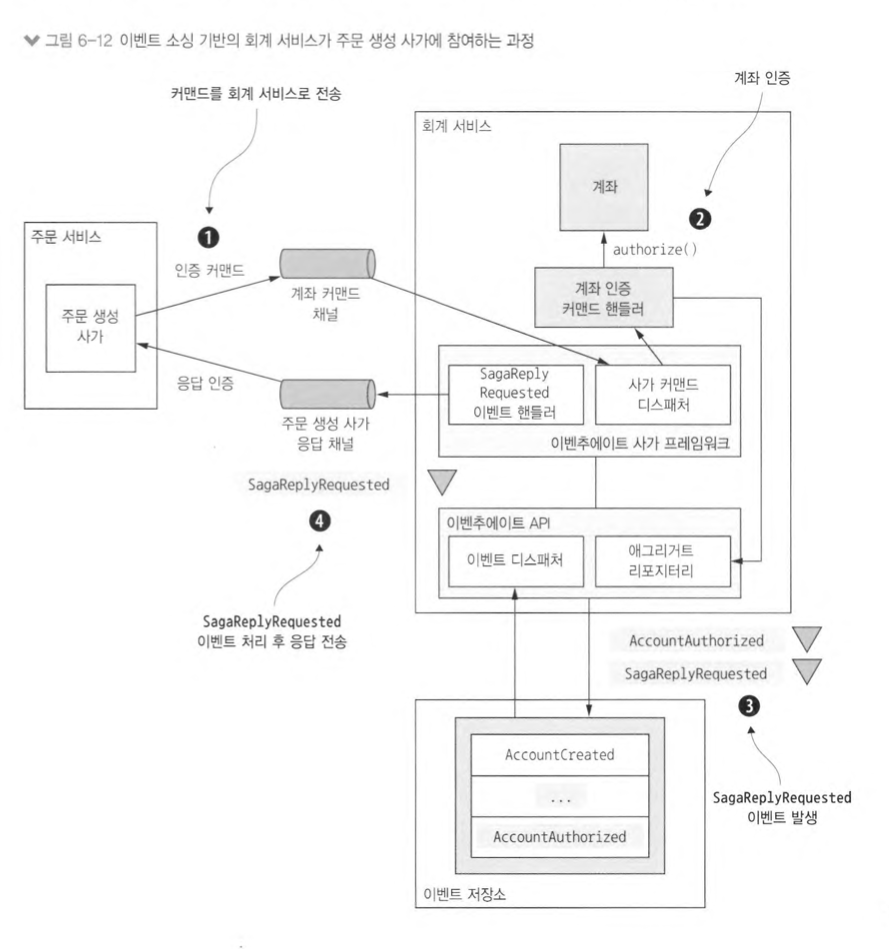 그림 6-12 이벤트 소싱 기반의 회계 서비스가 주문 생성 사가에 참여하는 과정
커맨드를 회계 서비스로 전송
계좌 인증
회계 서비스
계좌
❷
authorize()
주문 서비스
❶
인증 커맨드
계좌 커맨드
채널
계좌 인증
커맨드 핸들러
주문 생성
사가
응답 인증
주문 생성 사가
응답 채널
SagaReply
Requested
이벤트 핸들러
사가 커맨드
디스패처
이벤추에이트 사가 프레임워크
SagaReplyRequested
❹
이벤추에이트 API
이벤트 디스패처
애그리거트
리포지터리
SagaReplyRequested
이벤트 처리 후 응답 전송
AccountAuthorized
SagaReplyRequested
❸
AccountCreated
...
AccountAuthorized
SagaReplyRequested
이벤트 발생
이벤트 저장소